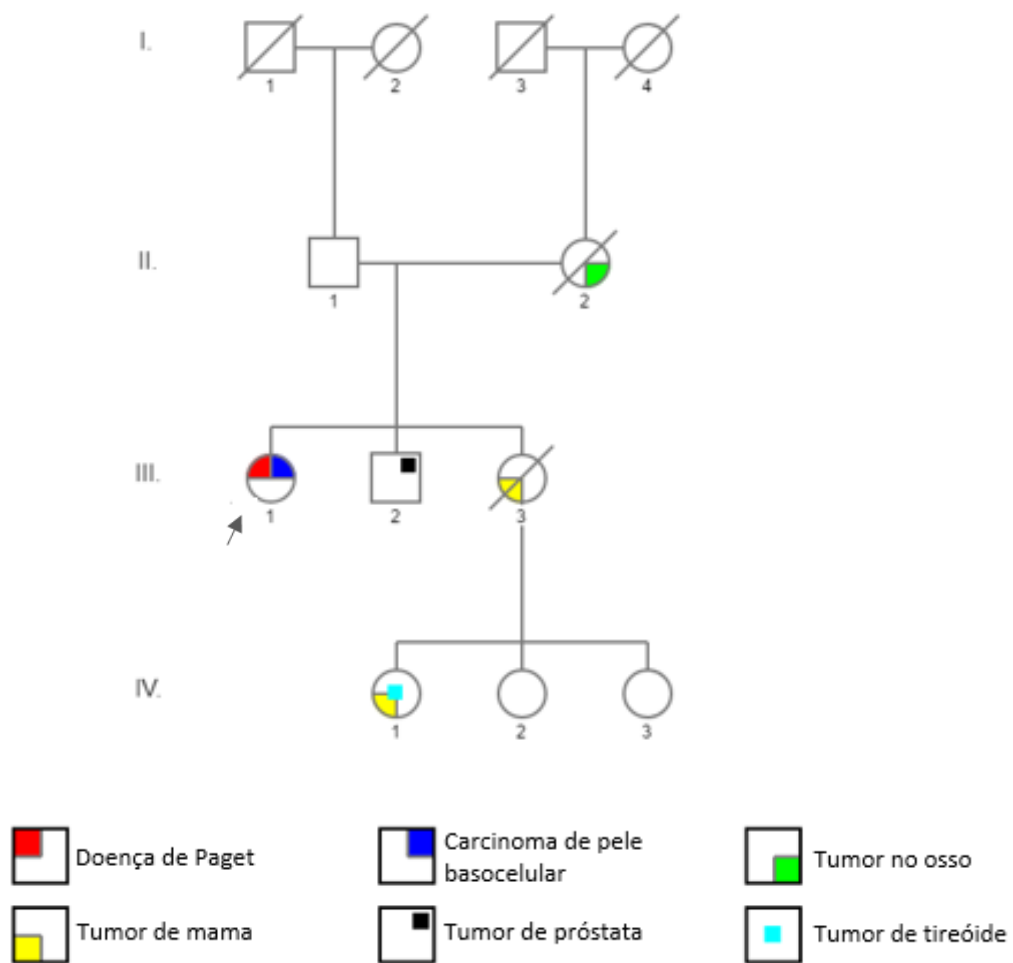 I.
1 2 3 4
II.
1 2
III.
1 2 3
IV.
1 2 3
Doença de Paget
Carcinoma de pele
basocelular
Tumor no osso
Tumor de mama
Tumor de próstata
Tumor de tireóide